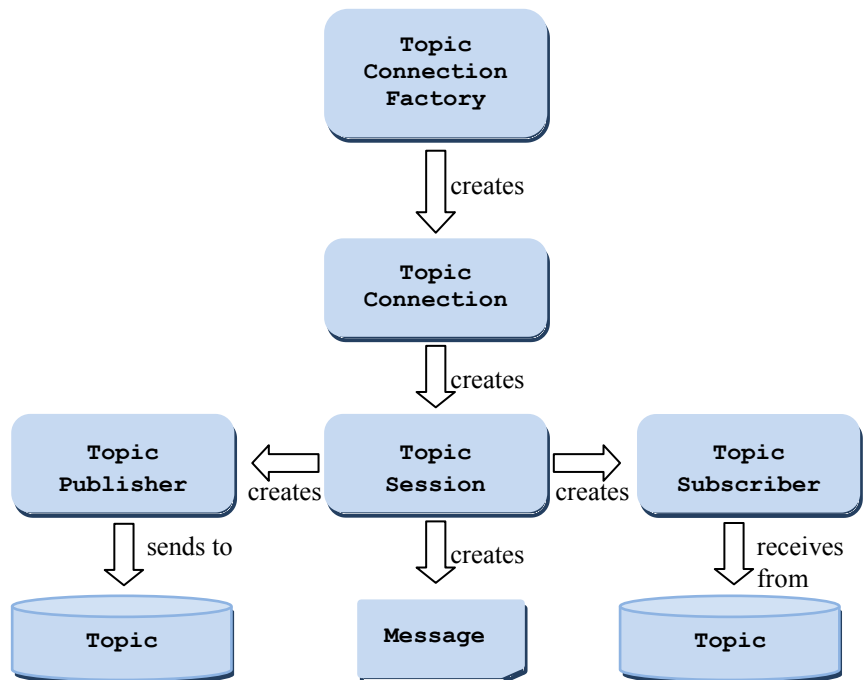 Topic
Connection
Factory
creates
Topic
Connection
creates
Topic
Publisher
creates
Topic
Session
creates
Topic
Subscriber
sends to
creates
receives
from
Topic
Message
Topic